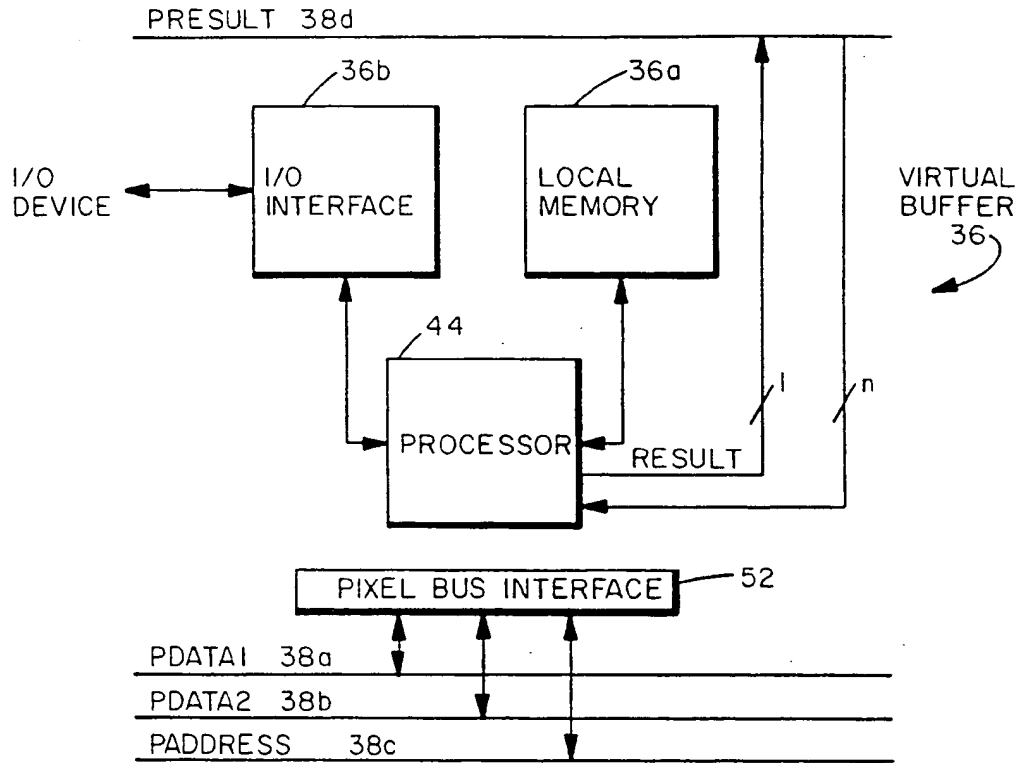 PRESULT 38d
36b
36a
I/O
DEVICE
I/O
INTERFACE
LOCAL
MEMORY
VIRTUAL
BUFFER
36
44
1
n
PROCESSOR
RESULT
PIXEL BUS INTERFACE
52
PDATA1 38a
PDATA2 38b
PADDRESS 38c